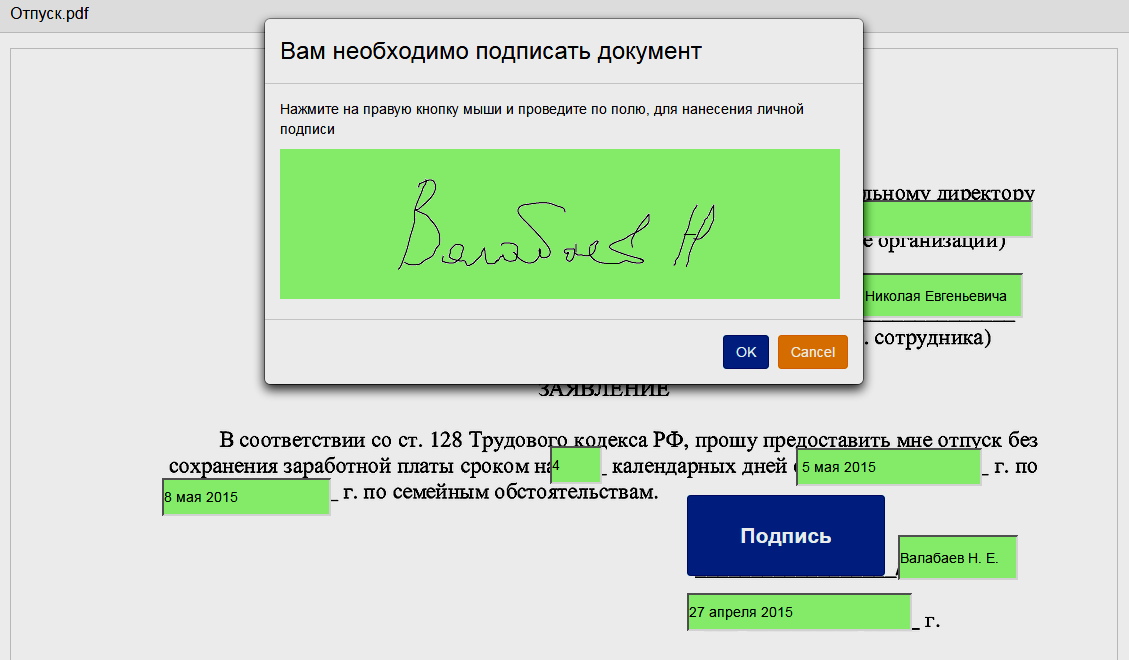 Отпуск.pdf
Вам необходимо подписать документ
Нажмите на правую кнопку мыши и проведите по полю, для нанесения личной
подписи
Валабаев Н
OK Cancel
льному директору
е организации)
Николая Евгеньевича
. сотрудника)
ЗАЯВЛЕНИЕ
В соответствии со ст. 128 Трудового кодекса РФ, прошу предоставить мне отпуск без
сохранения заработной платы сроком на 4 _ календарных дней с 5 мая 2015 _ г. по
8 мая 2015 _ г. по семейным обстоятельствам.
Подпись
Валабаев Н. Е.
27 апреля 2015 _ г.